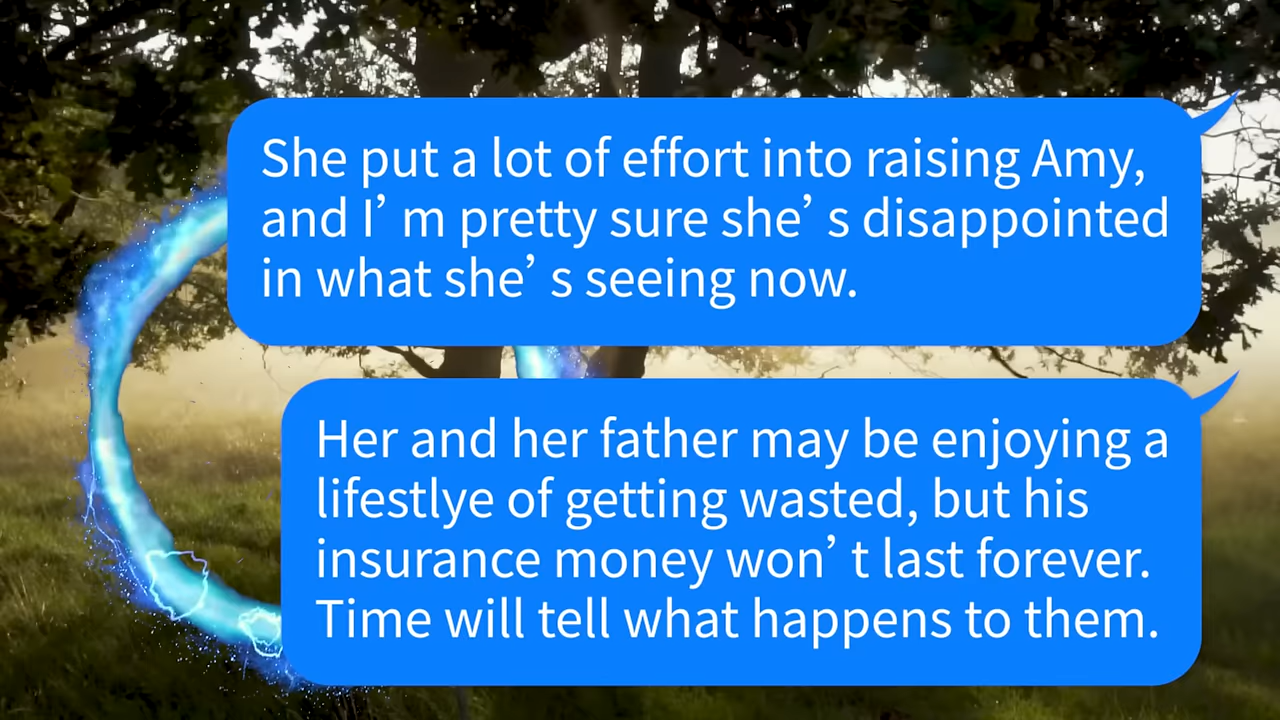 She put a lot of effort into raising Amy,
and I’m pretty sure she’s disappointed
in what she’s seeing now.
Her and her father may be enjoying a
lifestlye of getting wasted, but his
insurance money won’t last forever.
Time will tell what happens to them.